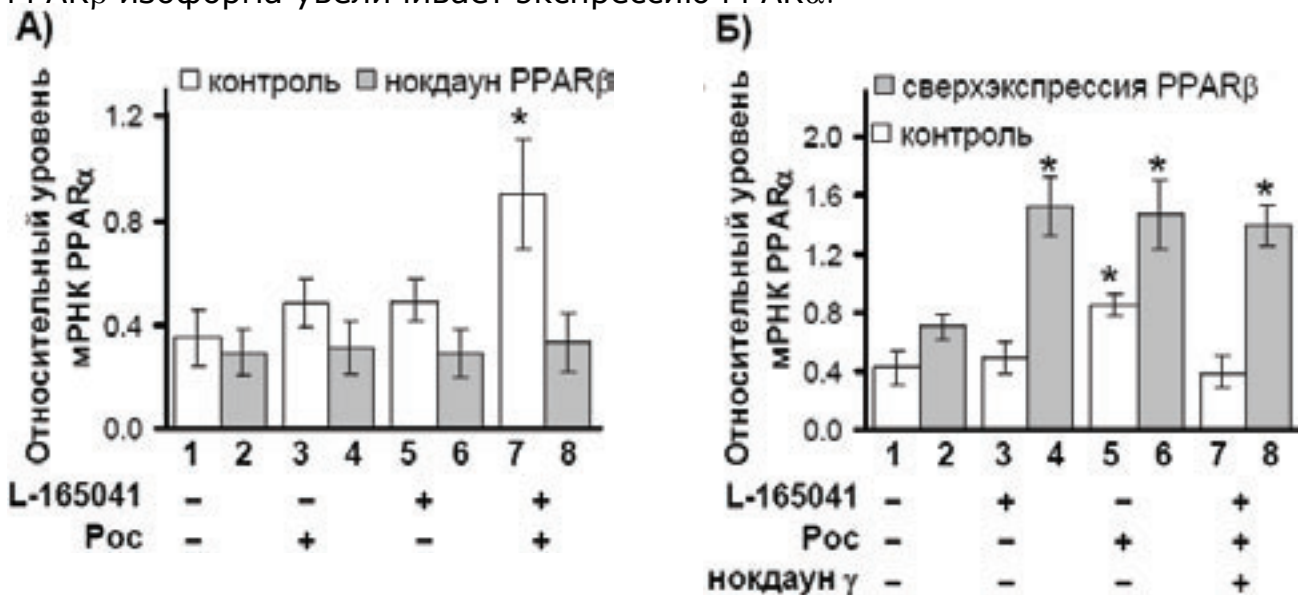 PPARβ изоформа увеличивает экспрессию PPARα.
А)
контроль нокдаун PPARβ
Относительный уровень
мРНК PPARα
1.2
0.8
0.4
0.0
*
1 2 3 4 5 6 7 8
L-165041 – – + +
Рос – + – +
Б)
сверхэкспрессия PPARβ
контроль
Относительный уровень
мРНК PPARα
2.0
1.6
1.2
0.8
0.4
0.0
* * * *
1 2 3 4 5 6 7 8
L-165041 – + – +
Рос – – + +
нокдаун γ – – – +